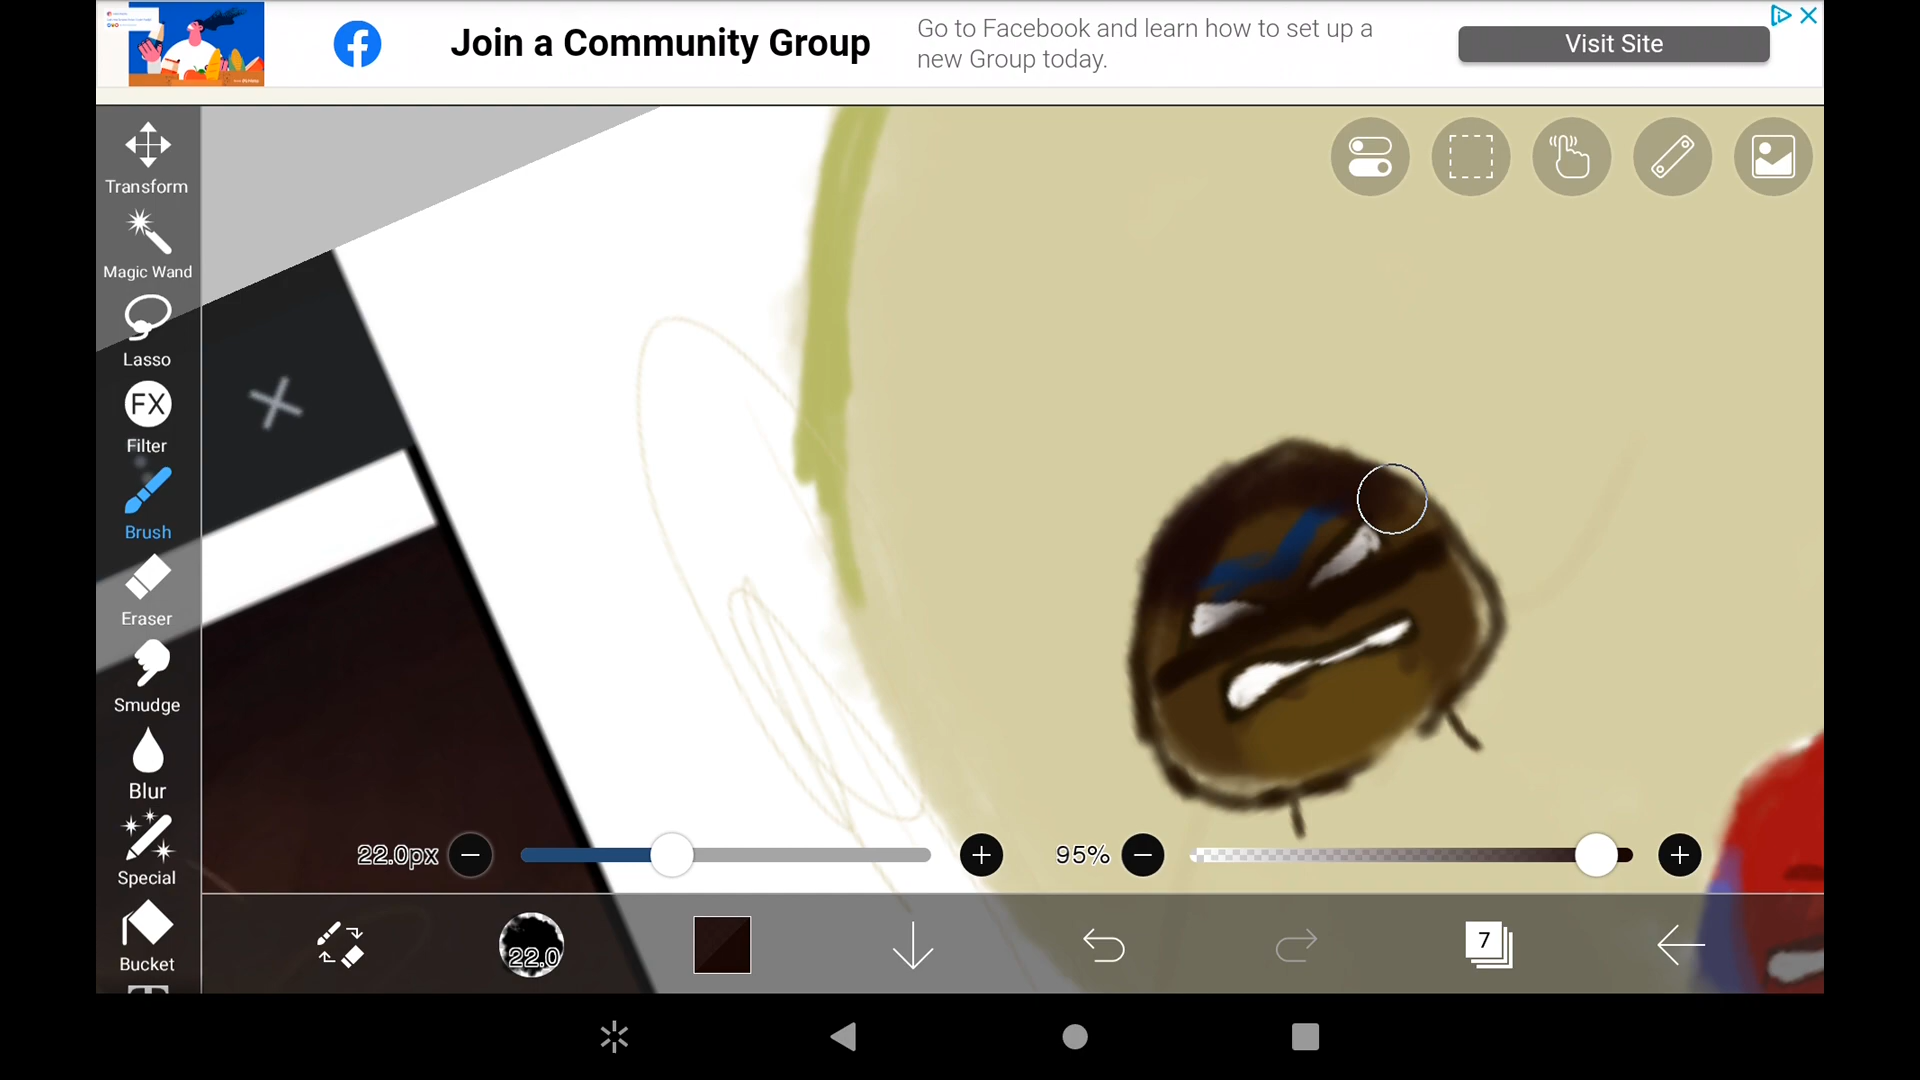 Join a Community Group
Go to Facebook and learn how to set up a
new Group today.
Visit Site
Transform
Magic Wand
Lasso
FX
Filter
Brush
Eraser
Smudge
Blur
Special
Bucket
22.0px
95%
22.0
7